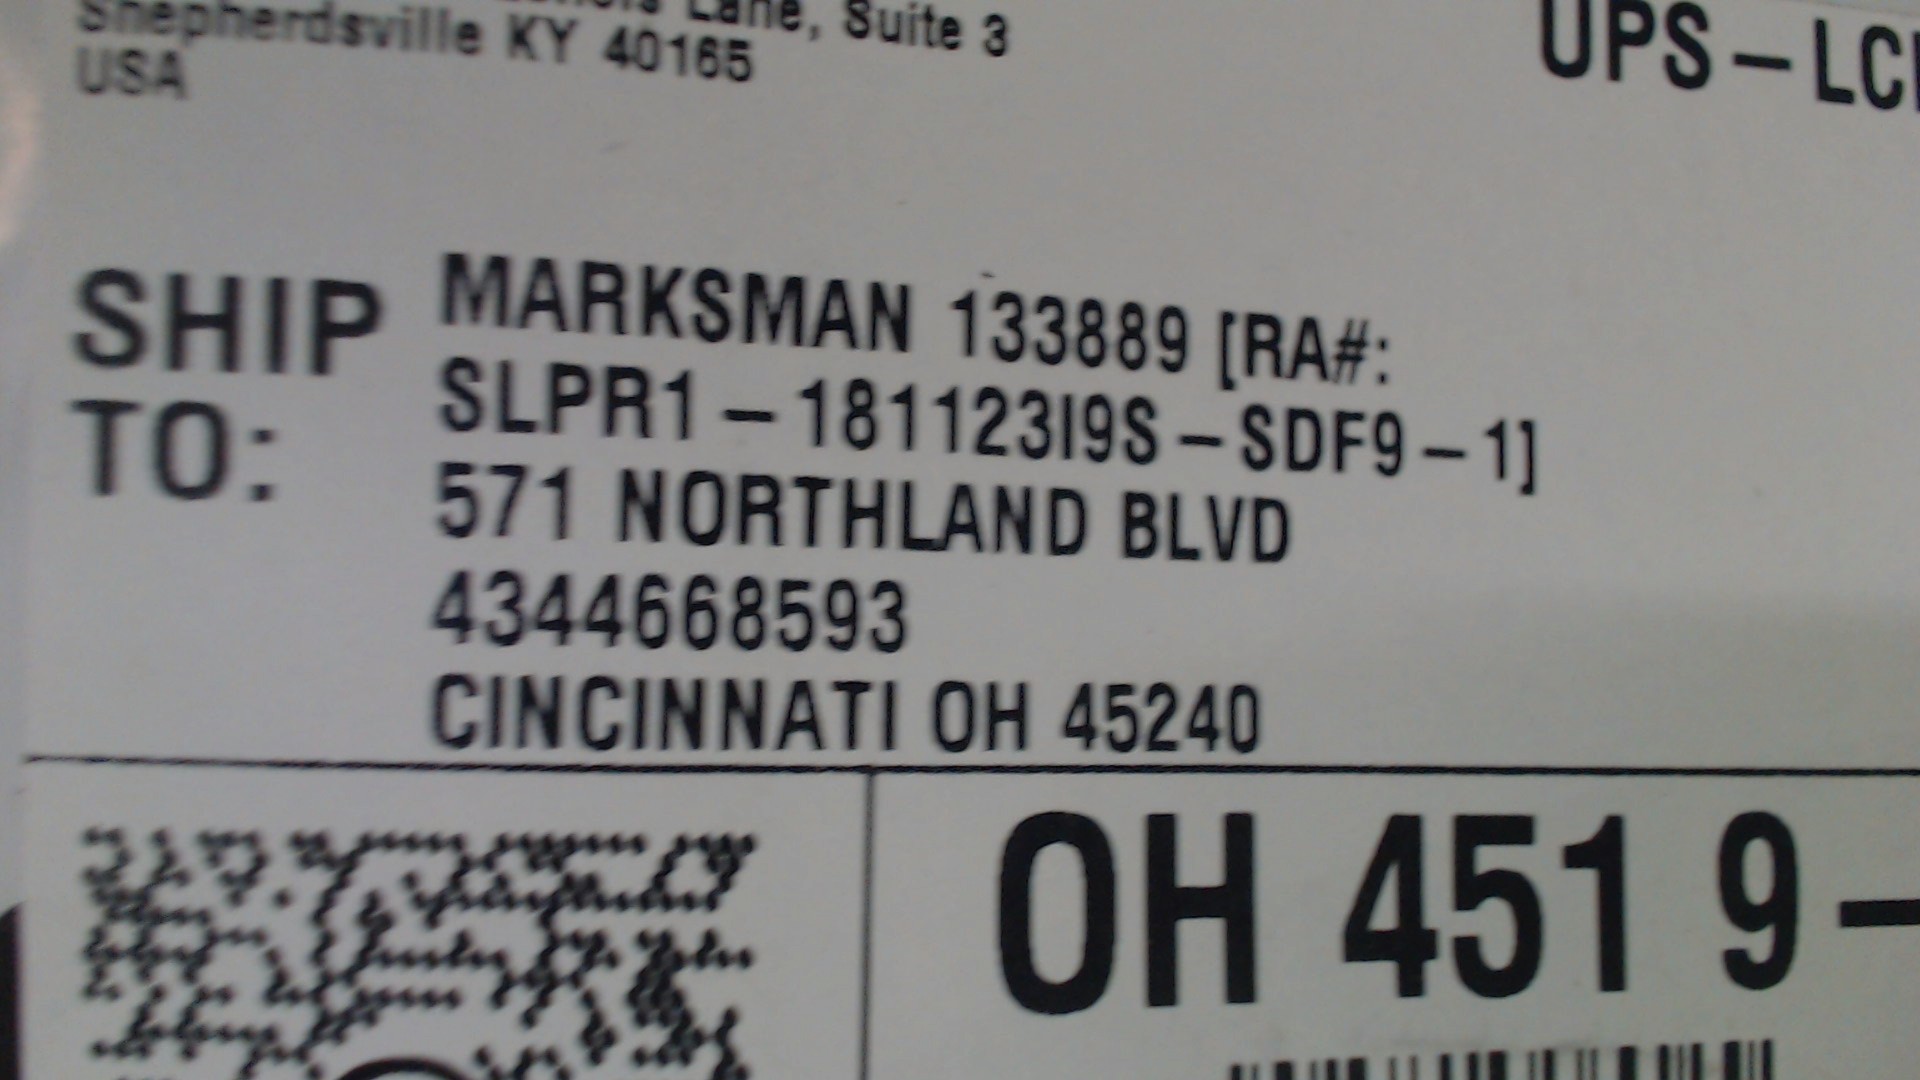 Lane, Suite 3
Shepherdsville KY 40165
USA
UPS-LC
SHIP TO:
MARKSMAN 133889 [RA#:
SLPR1-181123I9S-SDF9-1]
571 NORTHLAND BLVD
4344668593
CINCINNATI OH 45240
OH 451 9-